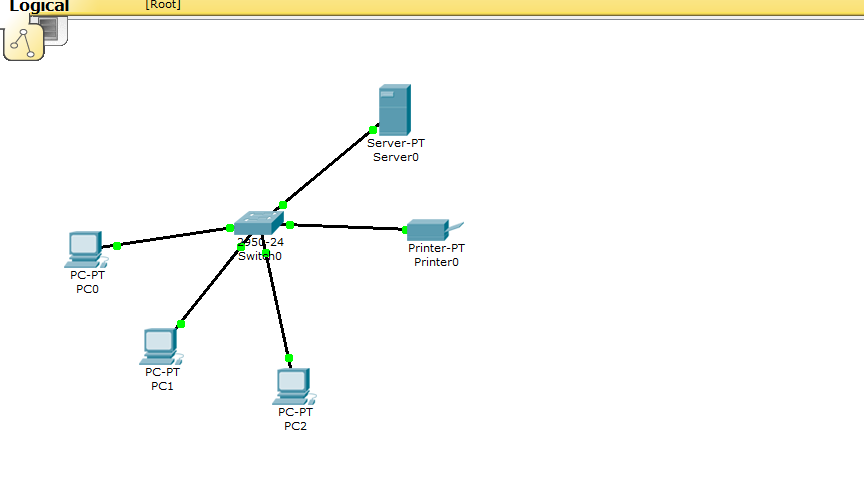 Logical
[Root]
Server-PT
Server0
2950-24
Switch0
Printer-PT
Printer0
PC-PT
PC0
PC-PT
PC1
PC-PT
PC2